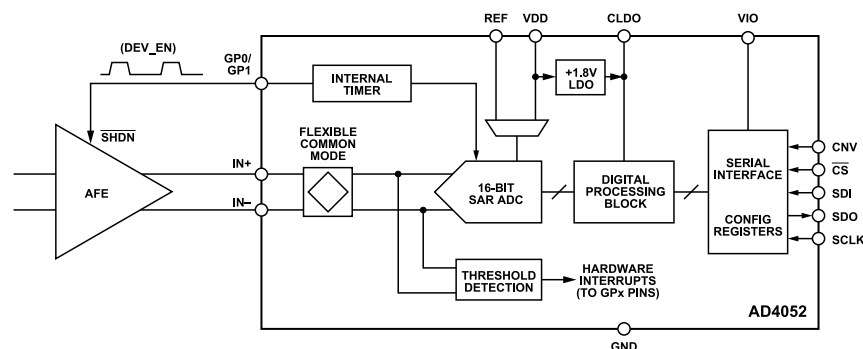 REF
VDD
CLDO
VIO
(DEV_EN)
GP0/
GP1
INTERNAL
TIMER
+1.8V
LDO
SHDN
FLEXIBLE
COMMON
MODE
AFE
IN+
IN–
16-BIT
SAR ADC
DIGITAL
PROCESSING
BLOCK
SERIAL
INTERFACE
CONFIG
REGISTERS
CNV
CS
SDI
SDO
SCLK
THRESHOLD
DETECTION
HARDWARE
INTERRUPTS
(TO GPx PINS)
AD4052
GND